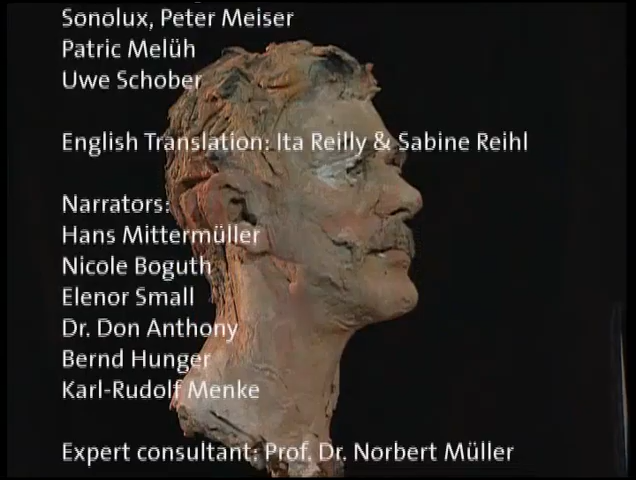 Sonolux, Peter Meiser
Patric Melüh
Uwe Schober
English Translation: Ita Reilly & Sabine Reihl
Narrators:
Hans Mittermüller
Nicole Boguth
Elenor Small
Dr. Don Anthony
Bernd Hunger
Karl-Rudolf Menke
Expert consultant: Prof. Dr. Norbert Müller